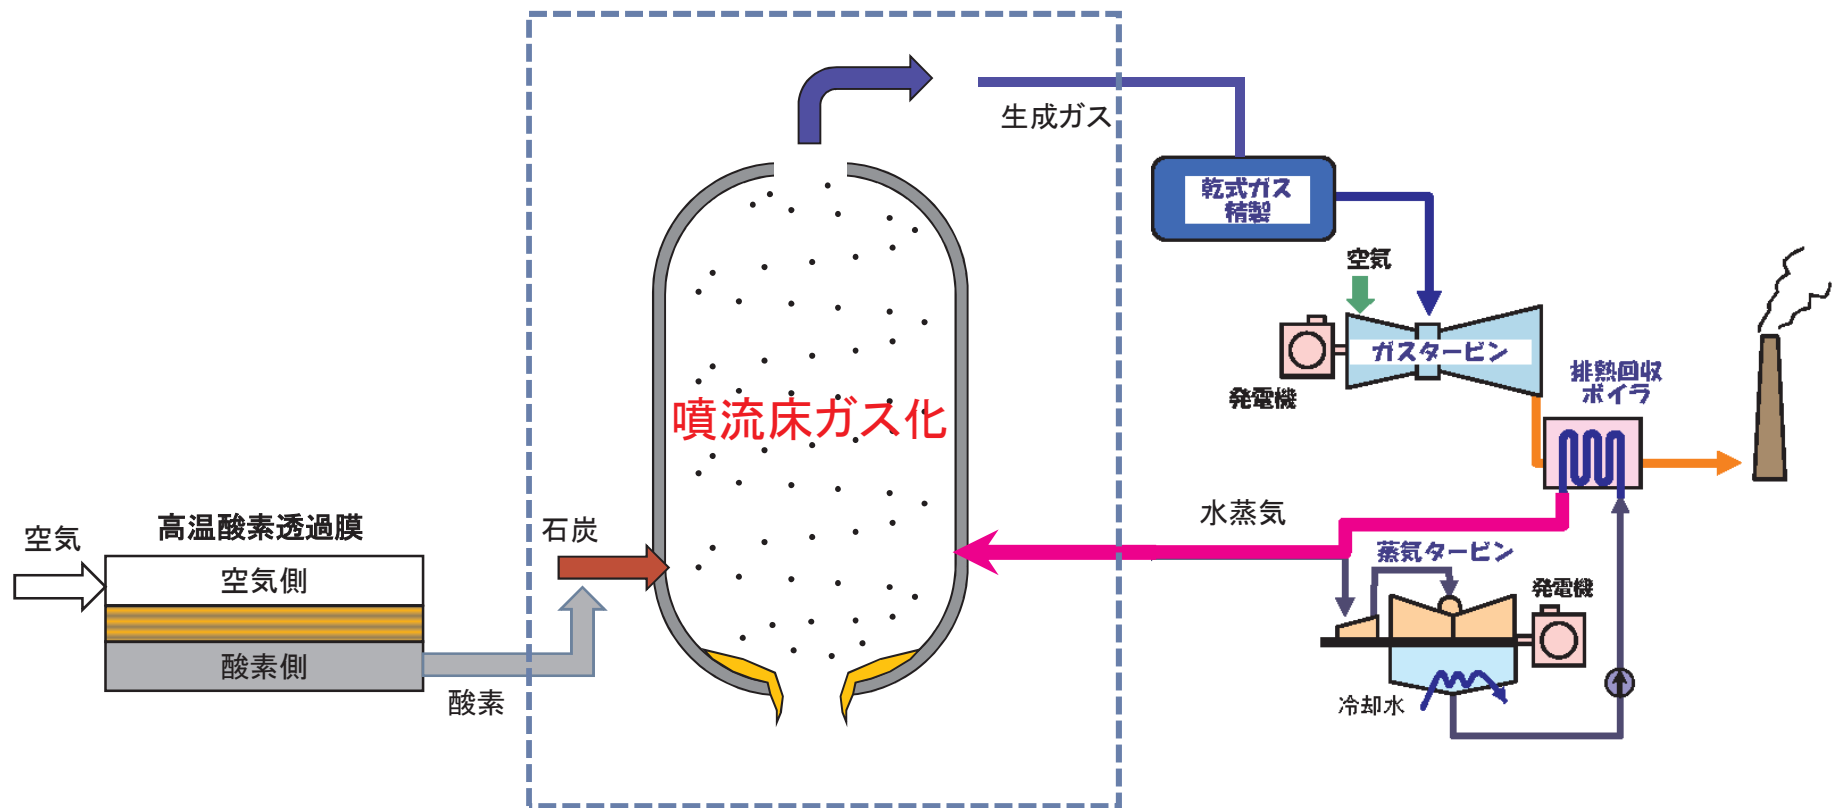 生成ガス
乾式ガス
精製
空気
ガスタービン
発電機
排熱回収
ボイラ
噴流床ガス化
水蒸気
高温酸素透過膜
空気
空気側
酸素側
酸素
石炭
蒸気タービン
発電機
冷却水